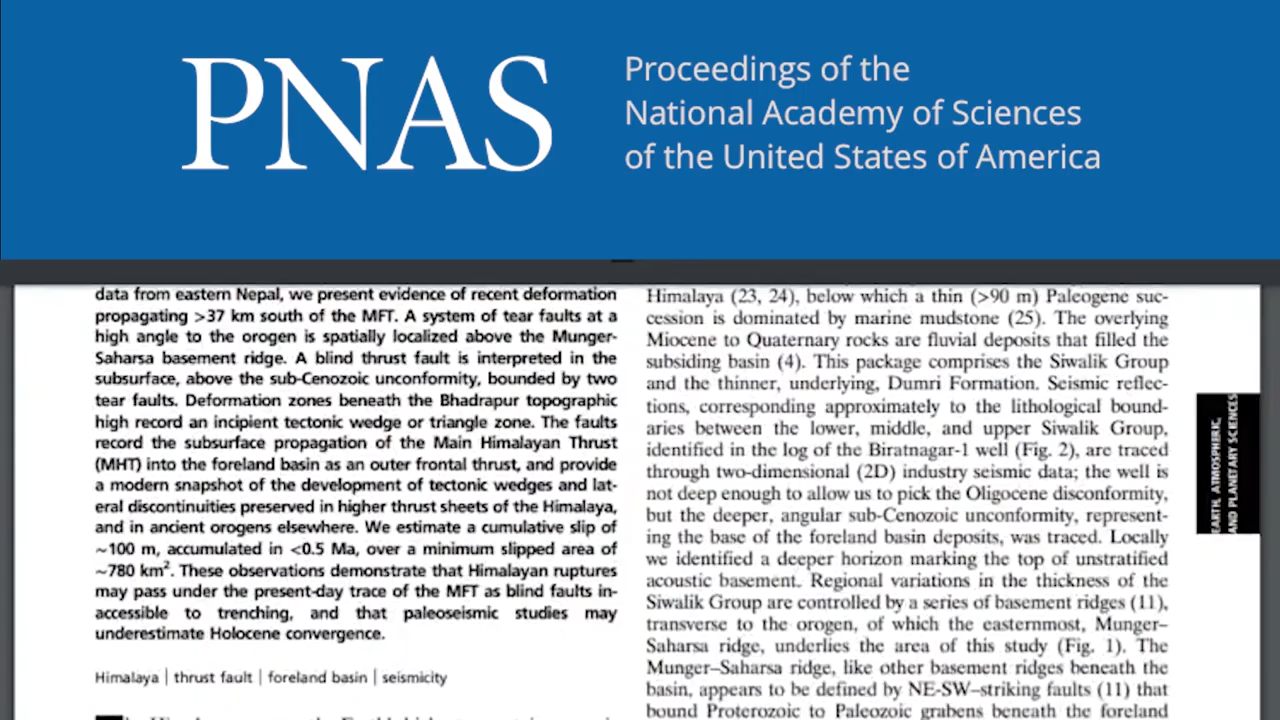 PNAS
Proceedings of the
National Academy of Sciences
of the United States of America
data from eastern Nepal, we present evidence of recent deformation
propagating >37 km south of the MFT. A system of tear faults at a
high angle to the orogen is spatially localized above the Munger-
Saharsa basement ridge. A blind thrust fault is interpreted in the
subsurface, above the sub-Cenozoic unconformity, bounded by two
tear faults. Deformation zones beneath the Bhadrapur topographic
high record an incipient tectonic wedge or triangle zone. The faults
record the subsurface propagation of the Main Himalayan Thrust
(MHT) into the foreland basin as an outer frontal thrust, and provide
a modern snapshot of the development of tectonic wedges and lat-
eral discontinuities preserved in higher thrust sheets of the Himalaya,
and in ancient orogens elsewhere. We estimate a cumulative slip of
~100 m, accumulated in <0.5 Ma, over a minimum slipped area of
~780 km². These observations demonstrate that Himalayan ruptures
may pass under the present-day trace of the MFT as blind faults in-
accessible to trenching, and that paleoseismic studies may
underestimate Holocene convergence.
Himalaya | thrust fault | foreland basin | seismicity
Himalaya (23, 24), below which a thin (>90 m) Paleogene suc-
cession is dominated by marine mudstone (25). The overlying
Miocene to Quaternary rocks are fluvial deposits that filled the
subsiding basin (4). This package comprises the Siwalik Group
and the thinner, underlying, Dumri Formation. Seismic reflec-
tions, corresponding approximately to the lithological bound-
aries between the lower, middle, and upper Siwalik Group,
identified in the log of the Biratnagar-1 well (Fig. 2), are traced
through two-dimensional (2D) industry seismic data; the well is
not deep enough to allow us to pick the Oligocene disconformity,
but the deeper, angular sub-Cenozoic unconformity, represent-
ing the base of the foreland basin deposits, was traced. Locally
we identified a deeper horizon marking the top of unstratified
acoustic basement. Regional variations in the thickness of the
Siwalik Group are controlled by a series of basement ridges (11),
transverse to the orogen, of which the easternmost, Munger–
Saharsa ridge, underlies the area of this study (Fig. 1). The
Munger–Saharsa ridge, like other basement ridges beneath the
basin, appears to be defined by NE-SW–striking faults (11) that
bound Proterozoic to Paleozoic grabens beneath the foreland
EARTH, ATMOSPHERIC,
AND PLANETARY SCIENCES